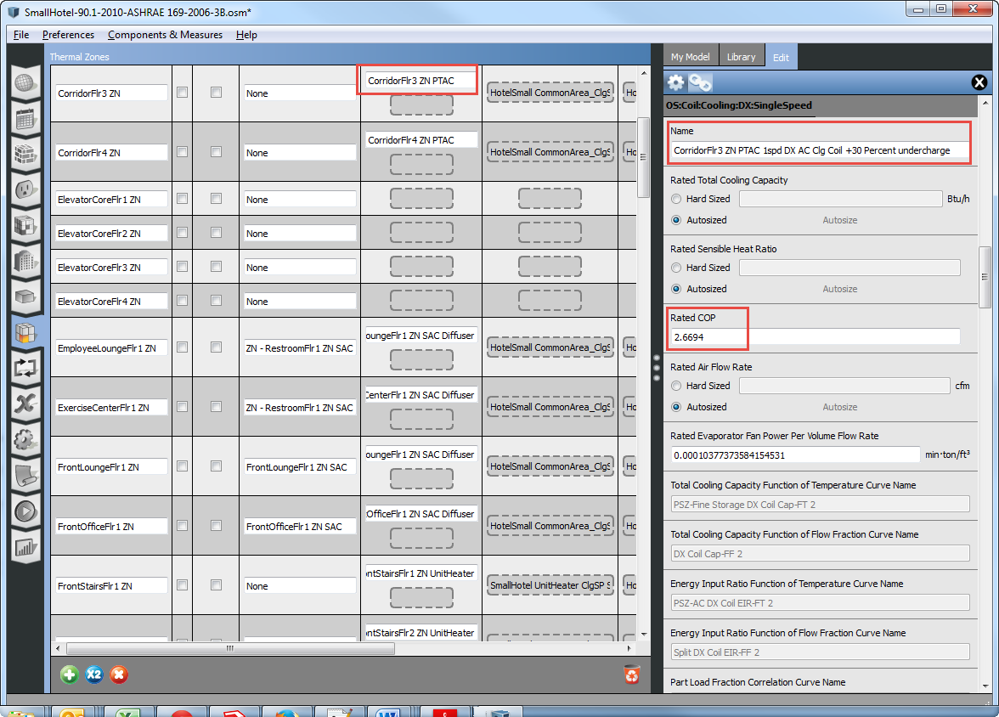 SmallHotel-90.1-2010-ASHRAE 169-2006-3B.osm*
File Preferences Components & Measures Help
Thermal Zones
CorridorFlr3 ZN
None
CorridorFlr3 ZN PTAC
HotelSmall CommonArea_ClgS
Ho
CorridorFlr4 ZN
None
CorridorFlr4 ZN PTAC
HotelSmall CommonArea_ClgS
Ho
ElevatorCoreFlr1 ZN
None
ElevatorCoreFlr2 ZN
None
ElevatorCoreFlr3 ZN
None
ElevatorCoreFlr4 ZN
None
EmployeeLoungeFlr1 ZN
ZN - RestroomFlr1 ZN SAC
oungeFlr1 ZN SAC Diffuser
HotelSmall CommonArea_ClgS
Ho
ExerciseCenterFlr1 ZN
ZN - RestroomFlr1 ZN SAC
CenterFlr1 ZN SAC Diffuser
HotelSmall CommonArea_ClgS
Ho
FrontLoungeFlr1 ZN
FrontLoungeFlr1 ZN SAC
oungeFlr1 ZN SAC Diffuser
HotelSmall CommonArea_ClgS
Ho
FrontOfficeFlr1 ZN
FrontOfficeFlr1 ZN SAC
tOfficeFlr1 ZN SAC Diffuser
HotelSmall CommonArea_ClgS
Ho
FrontStairsFlr1 ZN
None
ontStairsFlr1 ZN UnitHeater
SmallHotel UnitHeater ClgSP S
Ho
ontStairsFlr2 ZN UnitHeater
X2
My Model Library Edit
OS:Coil:Cooling:DX:SingleSpeed
Name
CorridorFlr3 ZN PTAC 1spd DX AC Clg Coil +30 Percent undercharge
Rated Total Cooling Capacity
Hard Sized Btu/h
Autosized Autosize
Rated Sensible Heat Ratio
Hard Sized
Autosized Autosize
Rated COP
2.6694
Rated Air Flow Rate
Hard Sized cfm
Autosized Autosize
Rated Evaporator Fan Power Per Volume Flow Rate
0.00010377373584154531 min·ton/ft³
Total Cooling Capacity Function of Temperature Curve Name
PSZ-Fine Storage DX Coil Cap-FT 2
Total Cooling Capacity Function of Flow Fraction Curve Name
DX Coil Cap-FF 2
Energy Input Ratio Function of Temperature Curve Name
PSZ-AC DX Coil EIR-FT 2
Energy Input Ratio Function of Flow Fraction Curve Name
Split DX Coil EIR-FF 2
Part Load Fraction Correlation Curve Name